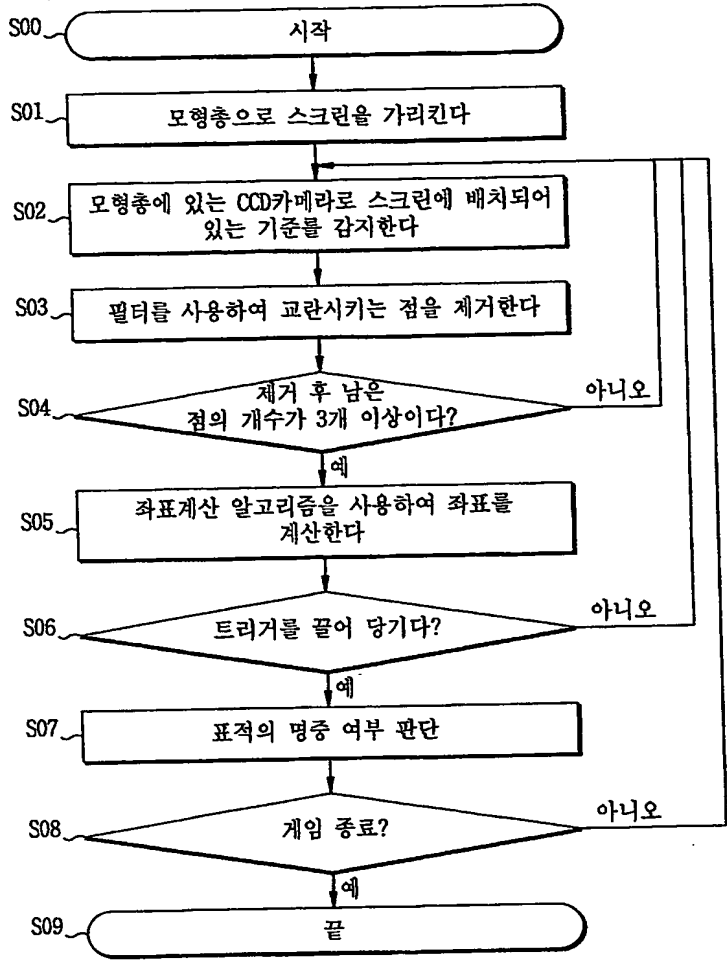 S00
시작
S01
모형총으로 스크린을 가리킨다
S02
모형총에 있는 CCD카메라로 스크린에 배치되어
있는 기준를 감지한다
S03
필터를 사용하여 교란시키는 점을 제거한다
S04
제거 후 남은
점의 개수가 3개 이상이다?
아니오
예
S05
좌표계산 알고리즘을 사용하여 좌표를
계산한다
S06
트리거를 끌어 당기다?
아니오
예
S07
표적의 명중 여부 판단
S08
게임 종료?
아니오
예
S09
끝